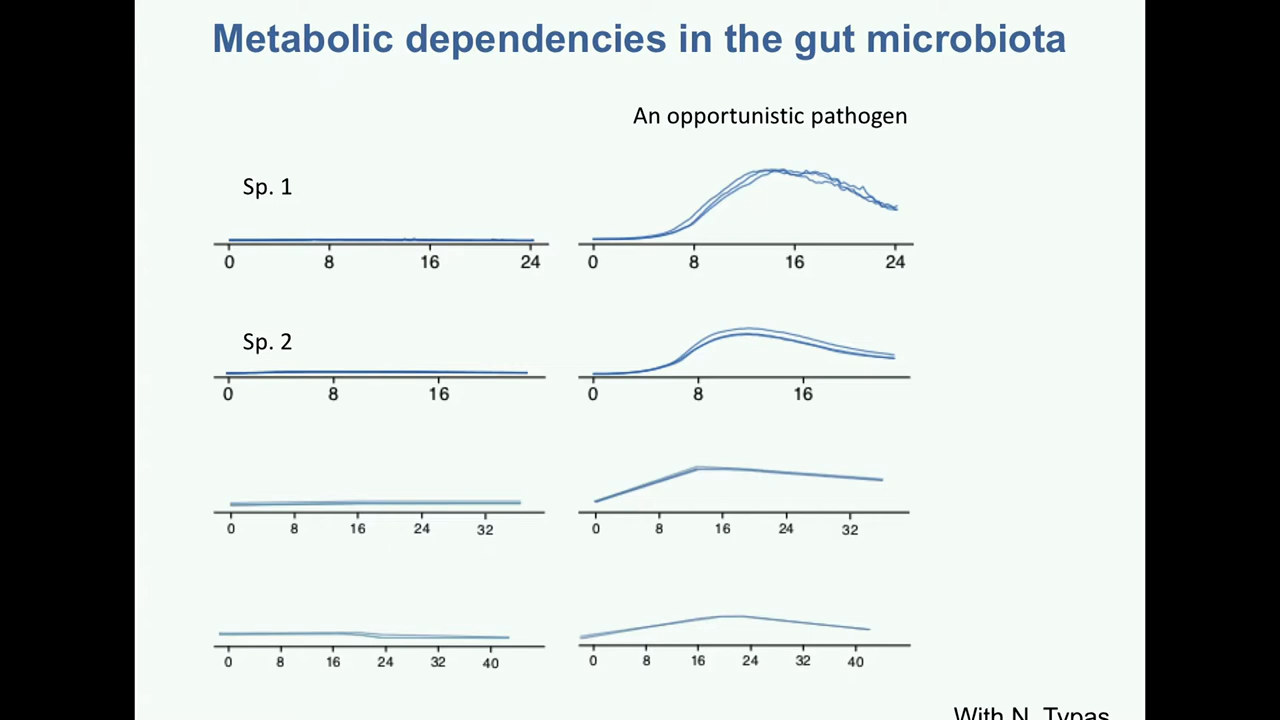 Metabolic dependencies in the gut microbiota
An opportunistic pathogen
Sp. 1
0 8 16 24
0 8 16 24
Sp. 2
0 8 16
0 8 16
0 8 16 24 32
0 8 16 24 32
0 8 16 24 32 40
0 8 16 24 32 40
With N. Typas